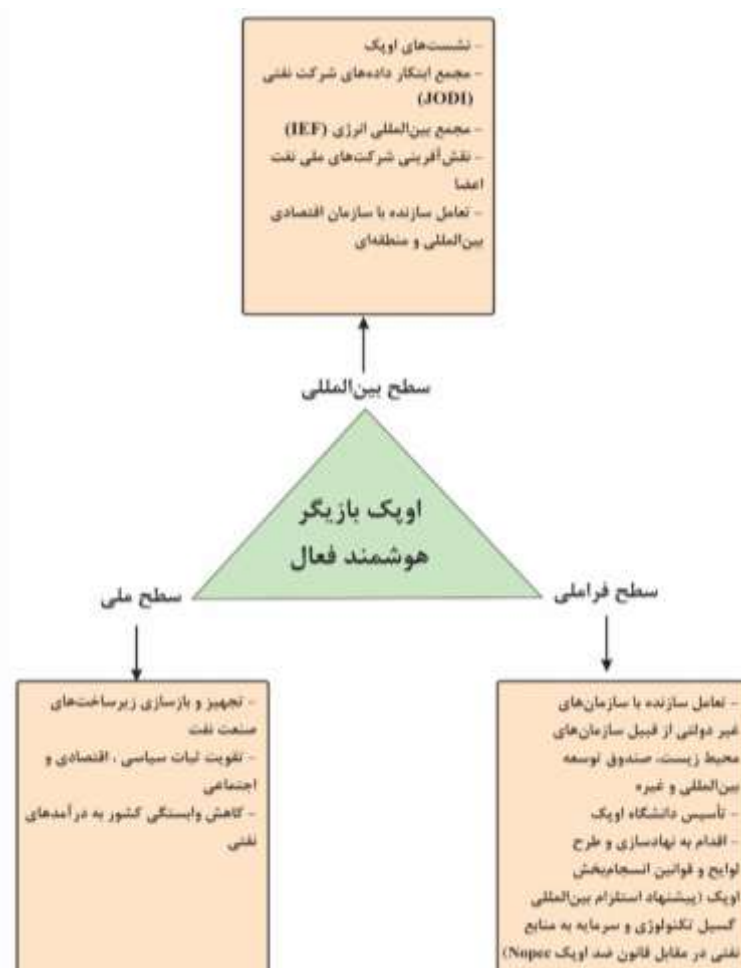 - نشست‌های اوپک
- مجمع ابتکار داده‌های شرکت نفتی
(JODI)
- مجمع بین‌المللی انرژی (IEF)
- نقش‌آفرینی شرکت‌های ملی نفت
اعضا
- تعامل سازنده با سازمان اقتصادی
بین‌المللی و منطقه‌ای
سطح بین‌المللی
اوپک بازیگر
هوشمند فعال
سطح فراملی
سطح ملی
- تعامل سازنده با سازمان‌های
غیر دولتی از قبیل سازمان‌های
محیط زیست، صندوق توسعه
بین‌المللی و غیره
- تأسیس دانشگاه اوپک
- اقدام به نهادسازی و طرح
لوایح و قوانین انسجام‌بخش
اوپک (پیشنهاد استلزام بین‌المللی
گسیل تکنولوژی و سرمایه به منابع
نفتی در مقابل قانون ضد اوپک Nopec)
- تجهیز و بازسازی زیرساخت‌های
صنعت نفت
- تقویت ثبات سیاسی ، اقتصادی و
اجتماعی
- کاهش وابستگی کشور به درآمدهای
نفتی